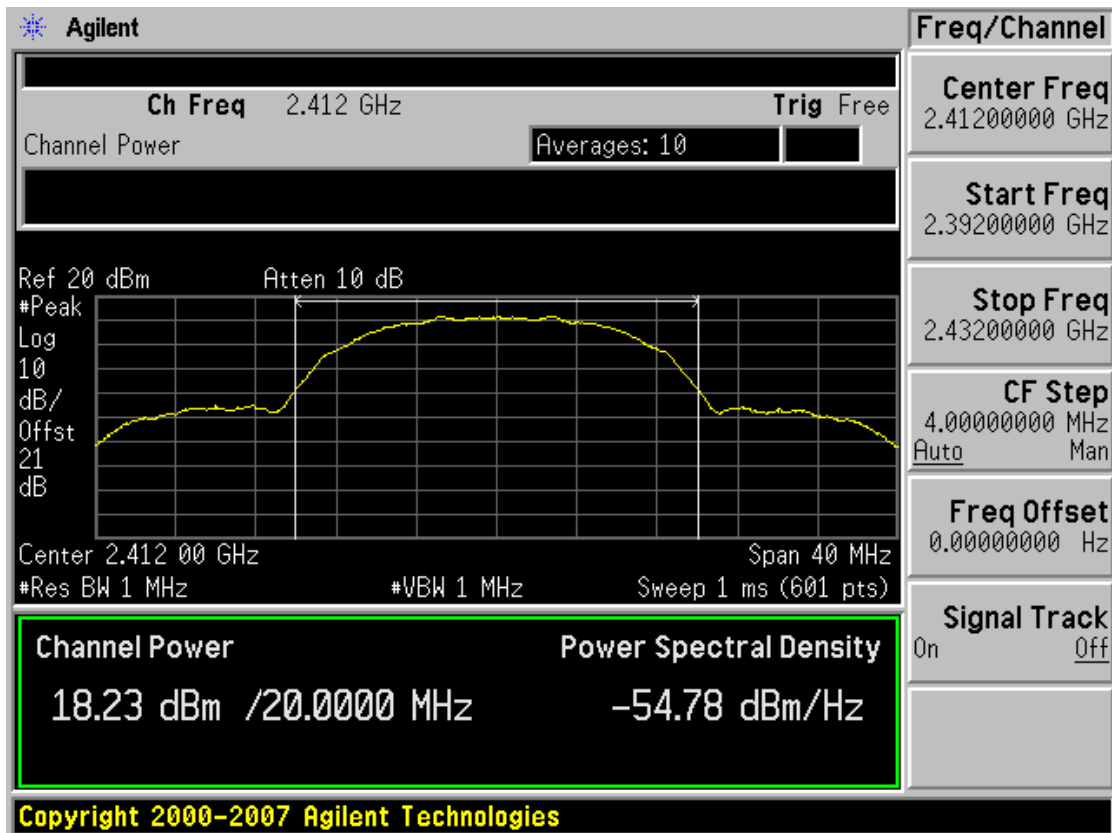 Agilent
Freq/Channel
Ch Freq 2.412 GHz Trig Free
Channel Power Averages: 10
Ref 20 dBm Atten 10 dB
#Peak
Log
10
dB/
Offst
21
dB
Center 2.412 00 GHz Span 40 MHz
#Res BW 1 MHz #VBW 1 MHz Sweep 1 ms (601 pts)
Channel Power Power Spectral Density
18.23 dBm /20.0000 MHz -54.78 dBm/Hz
Center Freq
2.41200000 GHz
Start Freq
2.39200000 GHz
Stop Freq
2.43200000 GHz
CF Step
4.00000000 MHz
Auto Man
Freq Offset
0.00000000 Hz
Signal Track
On Off
Copyright 2000-2007 Agilent Technologies